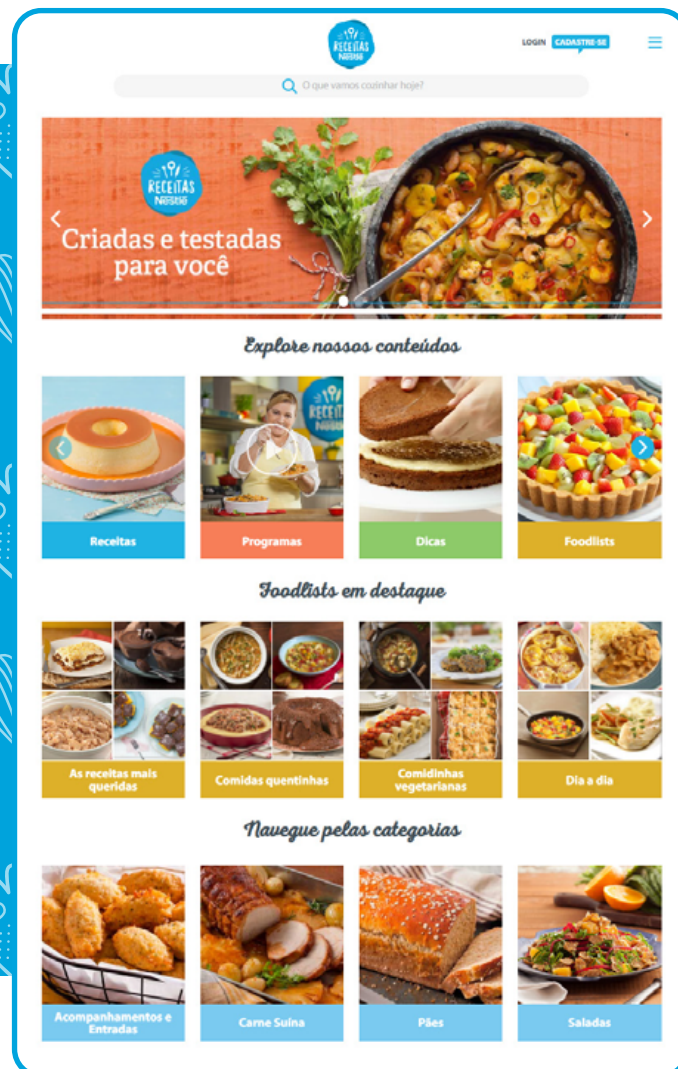 RECEITAS
Nestlé
LOGIN CADASTRE-SE
O que vamos cozinhar hoje?
RECEITAS
Nestlé
Criadas e testadas
para você
Explore nossos conteúdos
RECEITAS
Receitas
Programas
Dicas
Foodlists
Foodlists em destaque
As receitas mais
queridas
Comidas quentinhas
Comidinhas
vegetarianas
Dia a dia
Navegue pelas categorias
Acompanhamentos e
Entradas
Carne Suína
Pães
Saladas